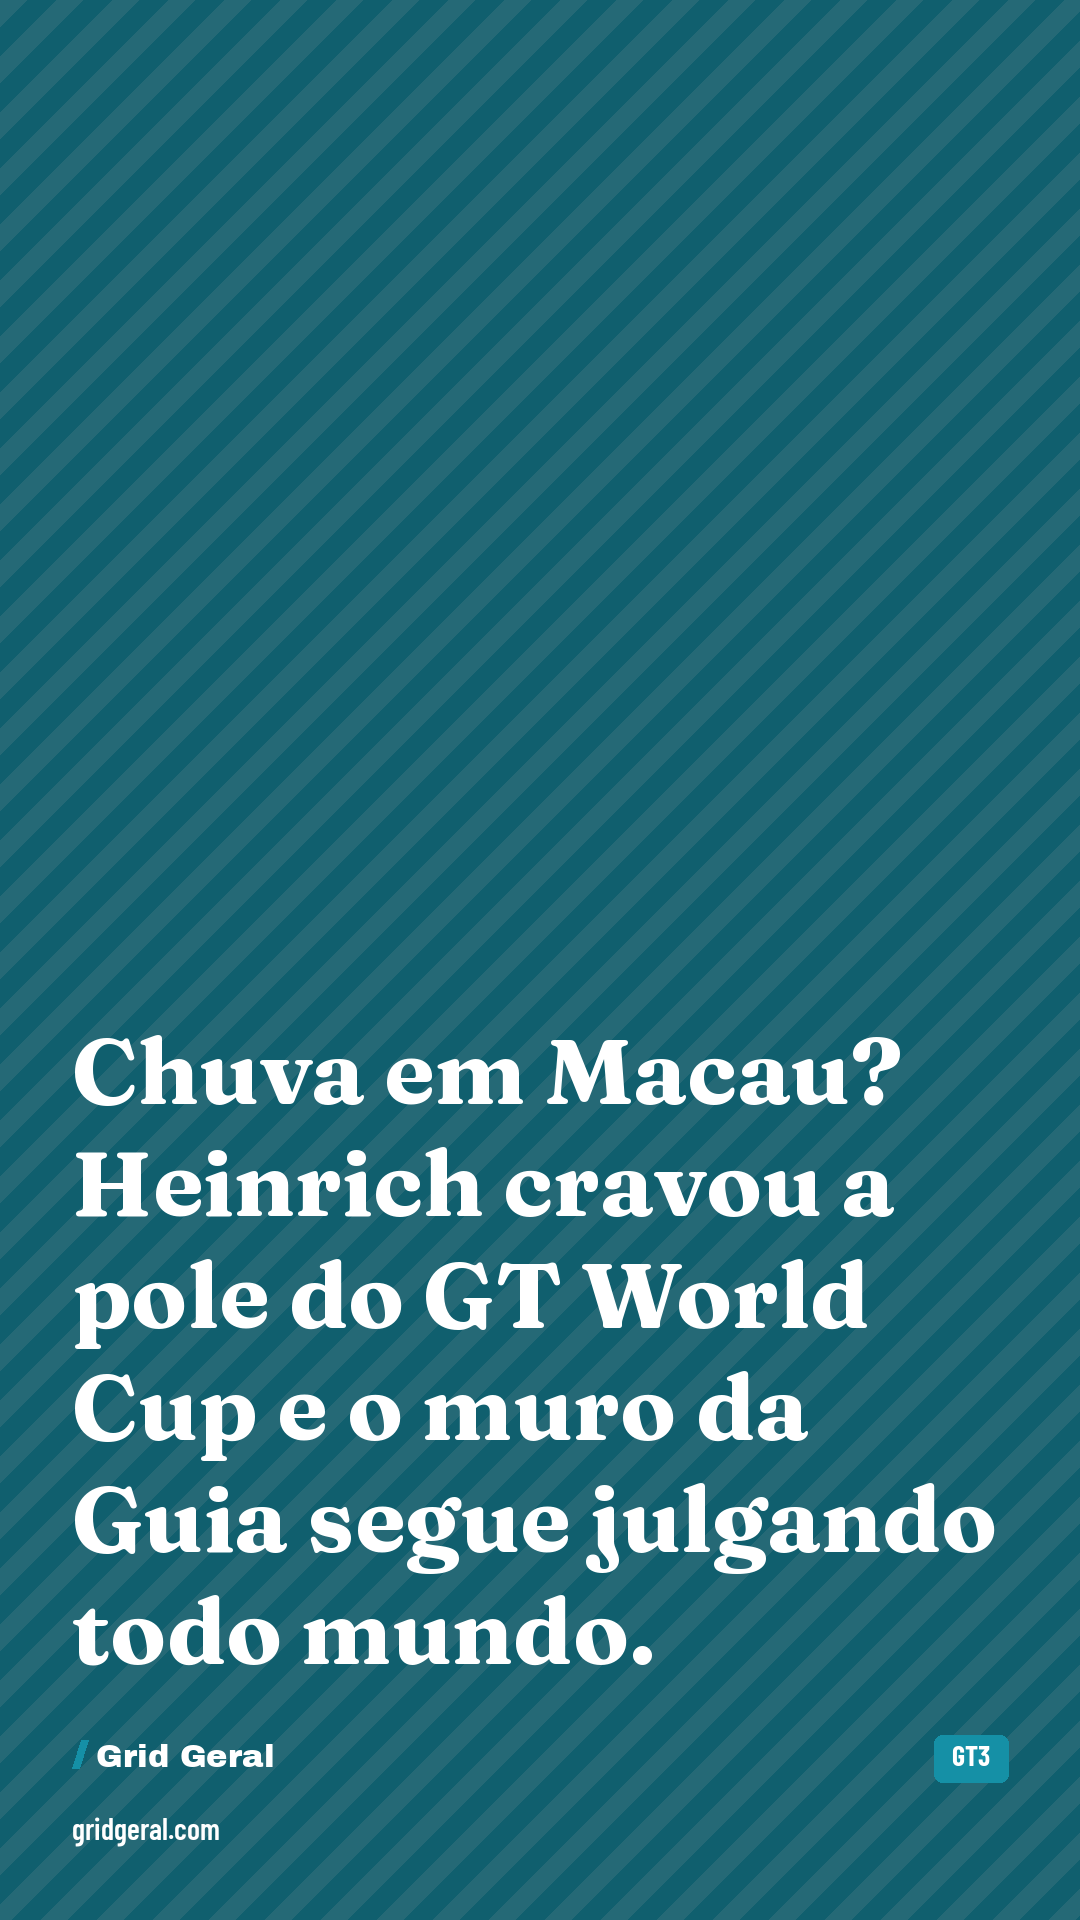 Chuva em Macau?
Heinrich cravou a
pole do GT World
Cup e o muro da
Guia segue julgando
todo mundo.
Grid Geral
GT3
gridgeral.com